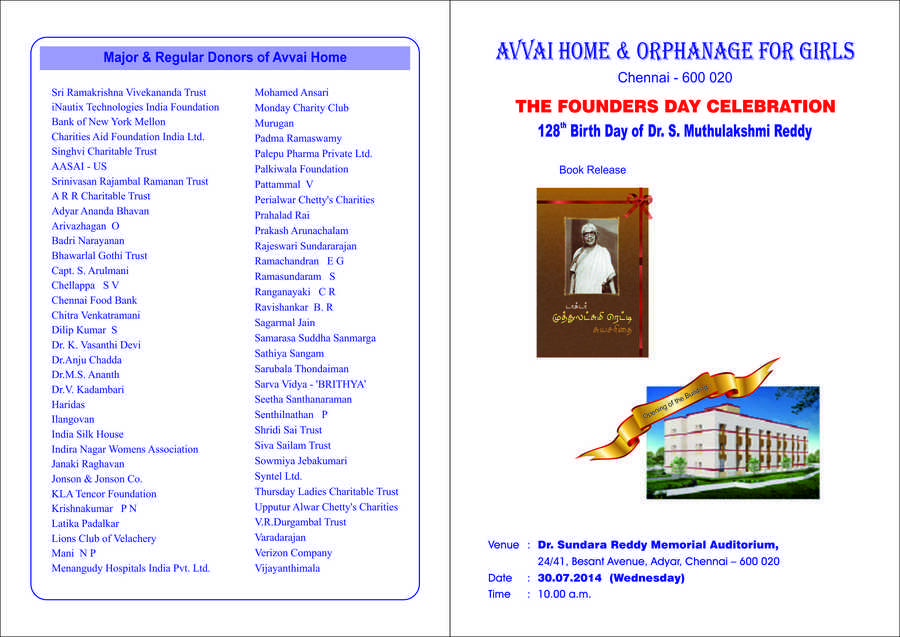 Major & Regular Donors of Avvai Home
Sri Ramakrishna Vivekananda Trust
iNautix Technologies India Foundation
Bank of New York Mellon
Charities Aid Foundation India Ltd.
Singhvi Charitable Trust
AASAI - US
Srinivasan Rajambal Ramanan Trust
A R R Charitable Trust
Adyar Ananda Bhavan
Arivazhagan O
Badri Narayanan
Bhawarlal Gothi Trust
Capt. S. Arulmani
Chellappa S V
Chennai Food Bank
Chitra Venkatramani
Dilip Kumar S
Dr. K. Vasanthi Devi
Dr.Anju Chadda
Dr.M.S. Ananth
Dr.V. Kadambari
Haridas
Ilangovan
India Silk House
Indira Nagar Womens Association
Janaki Raghavan
Jonson & Jonson Co.
KLA Tencor Foundation
Krishnakumar P N
Latika Padalkar
Lions Club of Velachery
Mani N P
Menangudy Hospitals India Pvt. Ltd.
Mohamed Ansari
Monday Charity Club
Murugan
Padma Ramaswamy
Palepu Pharma Private Ltd.
Palkiwala Foundation
Pattammal V
Perialwar Chetty's Charities
Prahalad Rai
Prakash Arunachalam
Rajeswari Sundararajan
Ramachandran E G
Ramasundaram S
Ranganayaki C R
Ravishankar B. R
Sagarmal Jain
Samarasa Suddha Sanmarga
Sathiya Sangam
Sarubala Thondaiman
Sarva Vidya - 'BRITHYA'
Seetha Santhanaraman
Senthilnathan P
Shridi Sai Trust
Siva Sailam Trust
Sowmiya Jebakumari
Syntel Ltd.
Thursday Ladies Charitable Trust
Upputur Alwar Chetty's Charities
V.R.Durgambal Trust
Varadarajan
Verizon Company
Vijayanthimala
AVVAI HOME & ORPHANAGE FOR GIRLS
Chennai - 600 020
THE FOUNDERS DAY CELEBRATION
128th Birth Day of Dr. S. Muthulakshmi Reddy
Book Release
டாக்டர்
முத்துலட்சுமி ரெட்டி
சுயசரிதை
Opening of the Building
Venue : Dr. Sundara Reddy Memorial Auditorium,
24/41, Besant Avenue, Adyar, Chennai – 600 020
Date : 30.07.2014 (Wednesday)
Time : 10.00 a.m.